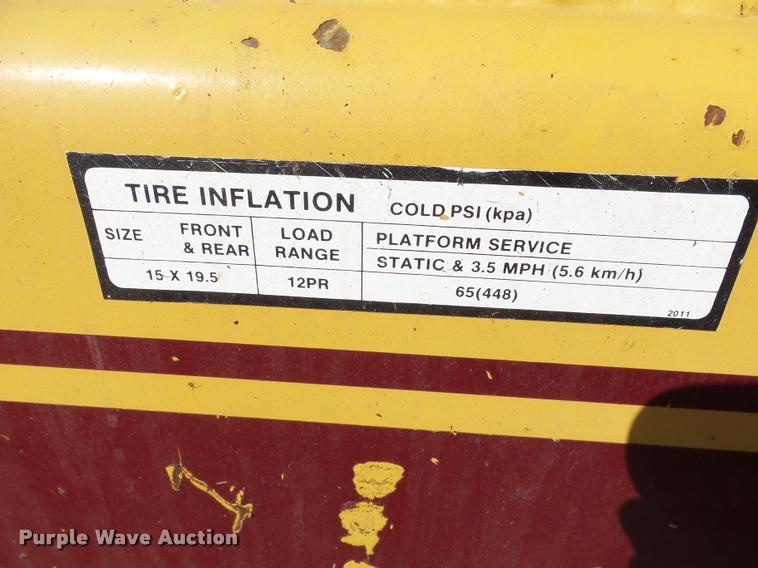 TIRE INFLATION COLD PSI (kpa)
SIZE FRONT & REAR
LOAD RANGE
PLATFORM SERVICE
STATIC & 3.5 MPH (5.6 km/h)
15 X 19.5 12PR 65(448)
2011
Purple Wave Auction